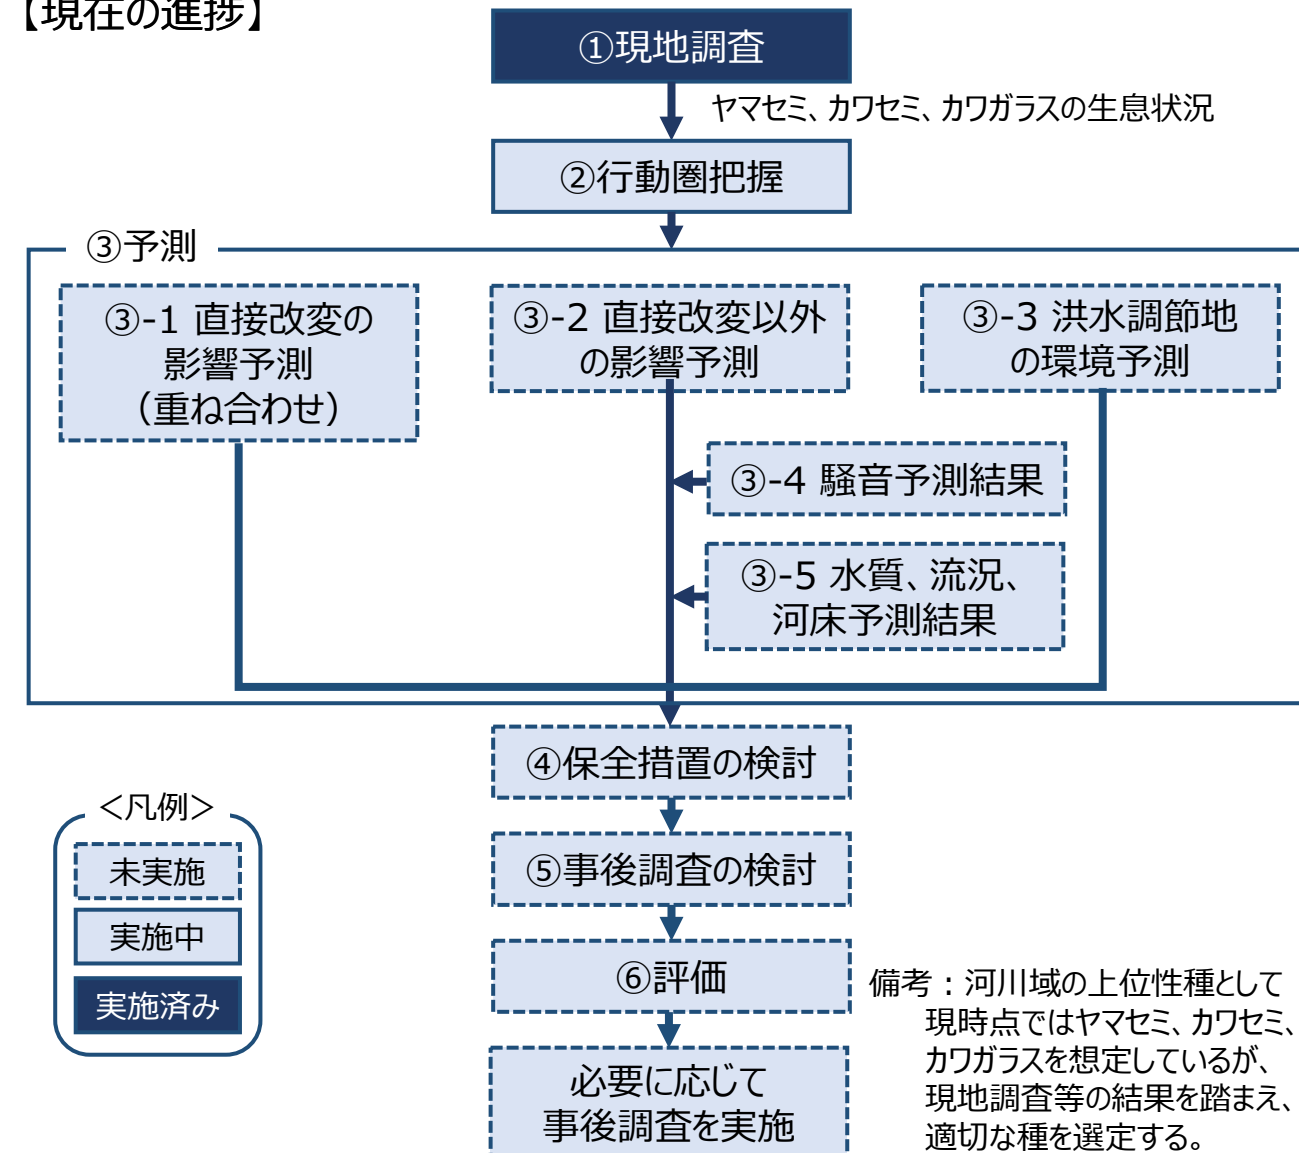 【現在の進捗】
①現地調査
ヤマセミ、カワセミ、カワガラスの生息状況
②行動圏把握
③予測
③-1 直接改変の
影響予測
（重ね合わせ）
③-2 直接改変以外
の影響予測
③-3 洪水調節地
の環境予測
③-4 騒音予測結果
③-5 水質、流況、
河床予測結果
④保全措置の検討
⑤事後調査の検討
⑥評価
必要に応じて
事後調査を実施
＜凡例＞
未実施
実施中
実施済み
備考：河川域の上位性種として
現時点ではヤマセミ、カワセミ、
カワガラスを想定しているが、
現地調査等の結果を踏まえ、
適切な種を選定する。